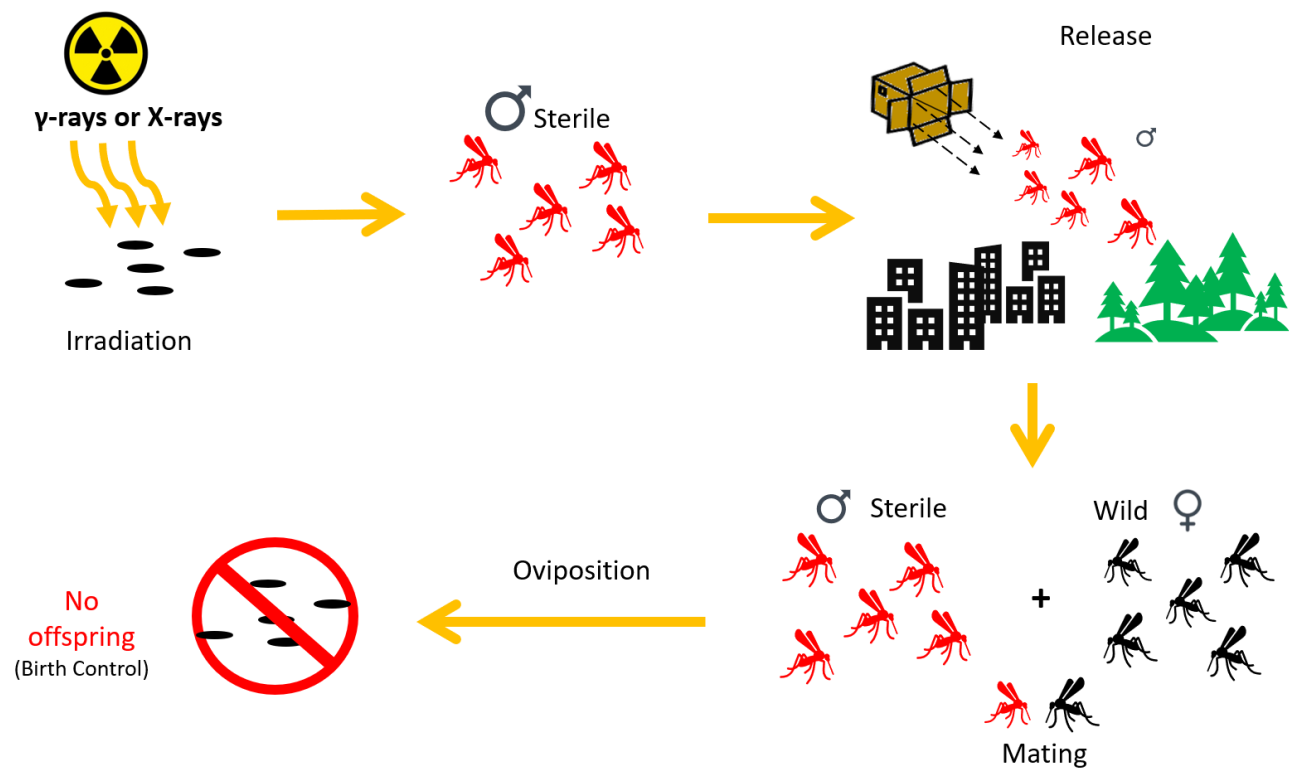 γ-rays or X-rays
Irradiation
♂ Sterile
Release
♂
♂ Sterile
+
Wild ♀
Mating
Oviposition
No
offspring
(Birth Control)